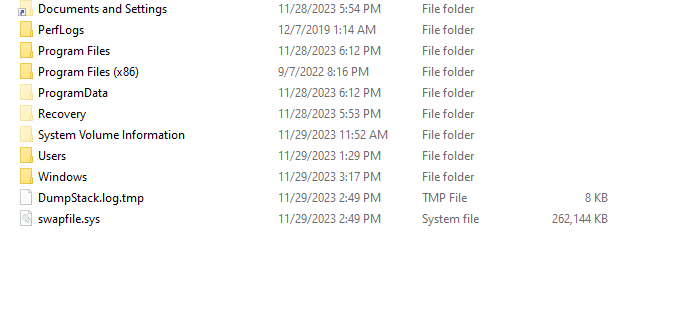 Documents and Settings 11/28/2023 5:54 PM File folder
PerfLogs 12/7/2019 1:14 AM File folder
Program Files 11/28/2023 6:12 PM File folder
Program Files (x86) 9/7/2022 8:16 PM File folder
ProgramData 11/28/2023 6:12 PM File folder
Recovery 11/28/2023 5:53 PM File folder
System Volume Information 11/29/2023 11:52 AM File folder
Users 11/29/2023 1:29 PM File folder
Windows 11/29/2023 3:17 PM File folder
DumpStack.log.tmp 11/29/2023 2:49 PM TMP File 8 KB
swapfile.sys 11/29/2023 2:49 PM System file 262,144 KB